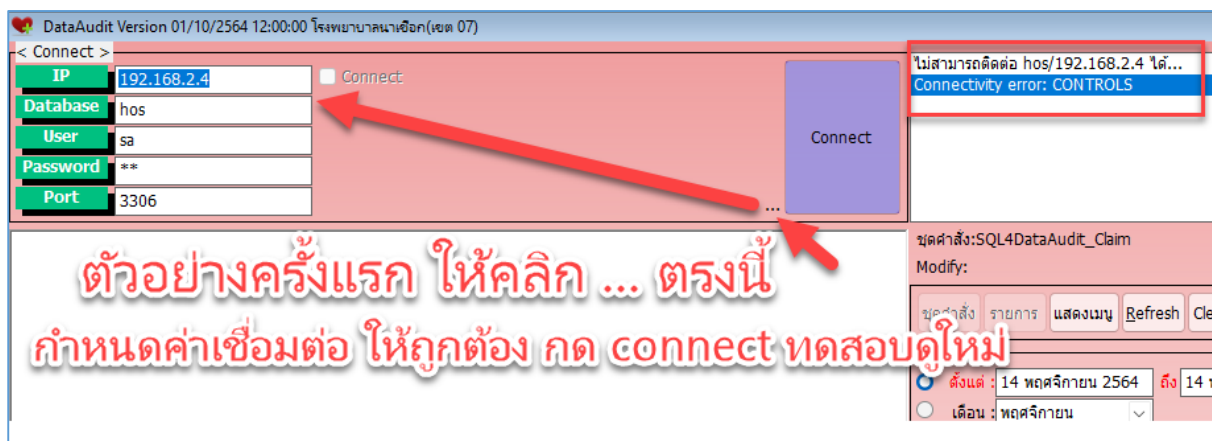 DataAudit Version 01/10/2564 12:00:00 โรงพยาบาลนาเชือก(เขต 07)
< Connect >
IP 192.168.2.4 Connect
Database hos
User sa
Password **
Port 3306
...
Connect
ไม่สามารถติดต่อ hos/192.168.2.4 ได้...
Connectivity error: CONTROLS
ตัวอย่างครั้งแรก ให้คลิก ... ตรงนี้
กำหนดค่าเชื่อมต่อ ให้ถูกต้อง กด connect ทดสอบดูใหม่
ชุดคำสั่ง:SQL4DataAudit_Claim
Modify:
ชุดคำสั่ง รายการ แสดงเมนู Refresh Cle
ตั้งแต่ : 14 พฤศจิกายน 2564 ถึง 14
เดือน : พฤศจิกายน